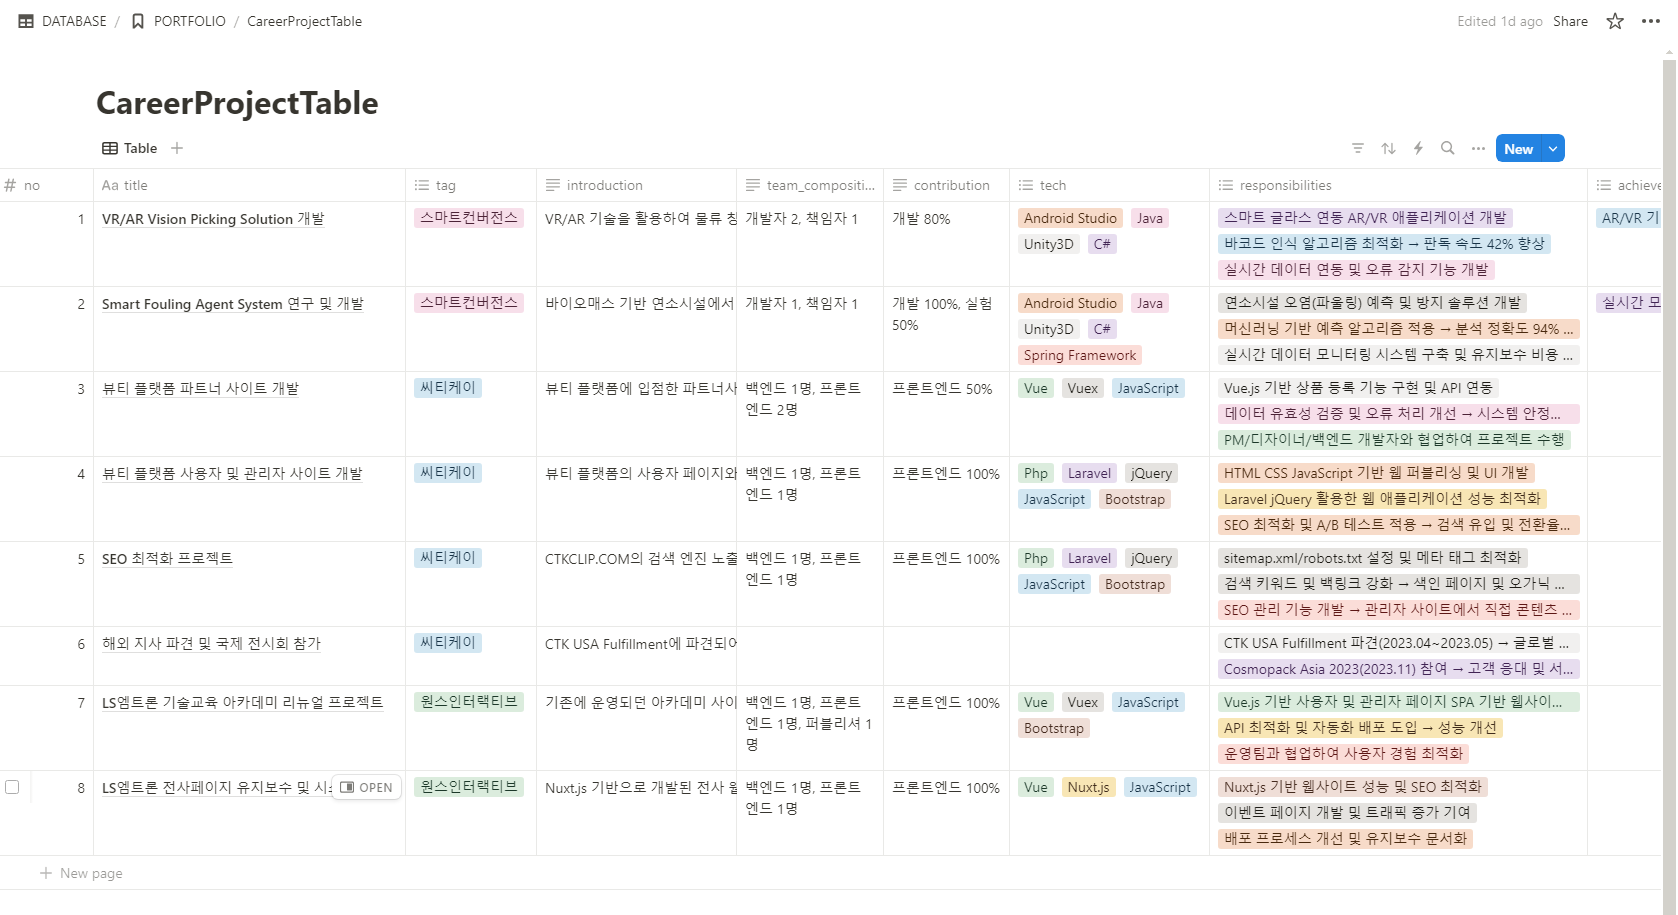 DATABASE / PORTFOLIO / CareerProjectTable
Edited 1d ago Share
CareerProjectTable
Table
New
no title tag introduction team_compositi... contribution tech responsibilities achieve
1 VR/AR Vision Picking Solution 개발 스마트컨버전스 VR/AR 기술을 활용하여 물류 창 개발자 2, 책임자 1 개발 80% Android Studio Java 스마트 글라스 연동 AR/VR 애플리케이션 개발 AR/VR 기
Unity3D C# 바코드 인식 알고리즘 최적화 → 판독 속도 42% 향상
실시간 데이터 연동 및 오류 감지 기능 개발
2 Smart Fouling Agent System 연구 및 개발 스마트컨버전스 바이오매스 기반 연소시설에서 개발자 1, 책임자 1 개발 100%, 실험 Android Studio Java 연소시설 오염(파울링) 예측 및 방지 솔루션 개발 실시간 모
50% Unity3D C# 머신러닝 기반 예측 알고리즘 적용 → 분석 정확도 94% ...
Spring Framework 실시간 데이터 모니터링 시스템 구축 및 유지보수 비용 ...
3 뷰티 플랫폼 파트너 사이트 개발 씨티케이 뷰티 플랫폼에 입점한 파트너사 백엔드 1명, 프론트 프론트엔드 50% Vue Vuex JavaScript Vue.js 기반 상품 등록 기능 구현 및 API 연동
엔드 2명 데이터 유효성 검증 및 오류 처리 개선 → 시스템 안정...
PM/디자이너/백엔드 개발자와 협업하여 프로젝트 수행
4 뷰티 플랫폼 사용자 및 관리자 사이트 개발 씨티케이 뷰티 플랫폼의 사용자 페이지와 백엔드 1명, 프론트 프론트엔드 100% Php Laravel jQuery HTML CSS JavaScript 기반 웹 퍼블리싱 및 UI 개발
엔드 1명 JavaScript Bootstrap Laravel jQuery 활용한 웹 애플리케이션 성능 최적화
SEO 최적화 및 A/B 테스트 적용 → 검색 유입 및 전환율...
5 SEO 최적화 프로젝트 씨티케이 CTKCLIP.COM의 검색 엔진 노출 백엔드 1명, 프론트 프론트엔드 100% Php Laravel jQuery sitemap.xml/robots.txt 설정 및 메타 태그 최적화
엔드 1명 JavaScript Bootstrap 검색 키워드 및 백링크 강화 → 색인 페이지 및 오가닉 ...
SEO 관리 기능 개발 → 관리자 사이트에서 직접 콘텐츠 ...
6 해외 지사 파견 및 국제 전시회 참가 씨티케이 CTK USA Fulfillment에 파견되어 CTK USA Fulfillment 파견(2023.04~2023.05) → 글로벌 ...
Cosmopack Asia 2023(2023.11) 참여 → 고객 응대 및 서...
7 LS엠트론 기술교육 아카데미 리뉴얼 프로젝트 원스인터랙티브 기존에 운영되던 아카데미 사이 백엔드 1명, 프론트 프론트엔드 100% Vue Vuex JavaScript Vue.js 기반 사용자 및 관리자 페이지 SPA 기반 웹사이...
엔드 1명, 퍼블리셔 1 Bootstrap API 최적화 및 자동화 배포 도입 → 성능 개선
명 운영팀과 협업하여 사용자 경험 최적화
8 LS엠트론 전사페이지 유지보수 및 시스 OPEN 원스인터랙티브 Nuxt.js 기반으로 개발된 전사 웹 백엔드 1명, 프론트 프론트엔드 100% Vue Nuxt.js JavaScript Nuxt.js 기반 웹사이트 성능 및 SEO 최적화
엔드 1명 이벤트 페이지 개발 및 트래픽 증가 기여
배포 프로세스 개선 및 유지보수 문서화
New page